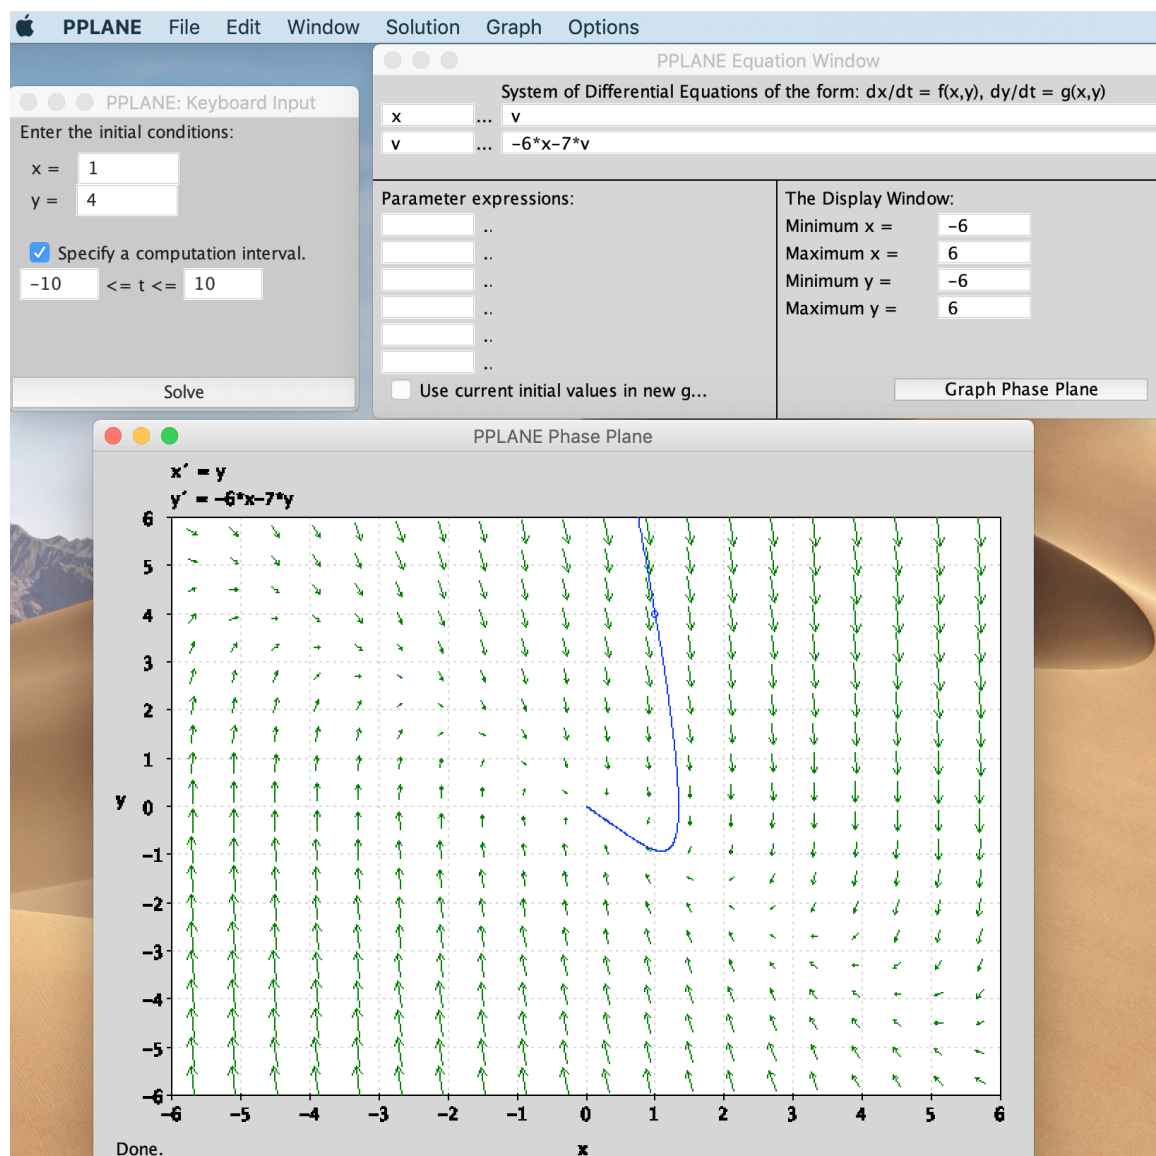 PPLANE File Edit Window Solution Graph Options
PPLANE Equation Window
System of Differential Equations of the form: dx/dt = f(x,y), dy/dt = g(x,y)
x ... v
v ... -6*x-7*v
PPLANE: Keyboard Input
Enter the initial conditions:
x = 1
y = 4
Specify a computation interval.
-10 <= t <= 10
Solve
Parameter expressions:
..
..
..
..
..
..
Use current initial values in new g...
The Display Window:
Minimum x = -6
Maximum x = 6
Minimum y = -6
Maximum y = 6
Graph Phase Plane
PPLANE Phase Plane
x´ = y
y´ = -6*x-7*y
6
5
4
3
2
1
y 0
-1
-2
-3
-4
-5
-6
-6 -5 -4 -3 -2 -1 0 1 2 3 4 5 6
Done. x